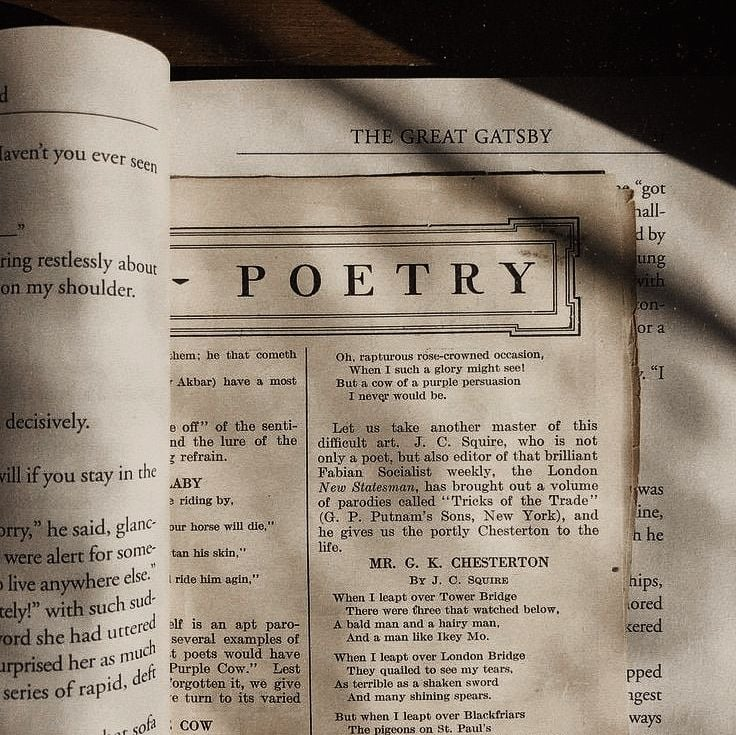 d
Haven't you ever seen
—"
ring restlessly about
on my shoulder.
decisively.
will if you stay in the
orry," he said, glanc-
were alert for some-
o live anywhere else."
tely!" with such sud-
ord she had uttered
urprised her as much
series of rapid, deft
sofa
THE GREAT GATSBY
- POETRY
them; he that cometh
Akbar) have a most
e off" of the senti-
nd the lure of the
g refrain.
ABY
e riding by,
our horse will die,"
tan his skin,"
ride him agin,"
elf is an apt paro-
several examples of
t poets would have
Purple Cow." Lest
forgotten it, we give
e turn to its varied
COW
Oh, rapturous rose-crowned occasion,
When I such a glory might see!
But a cow of a purple persuasion
I never would be.
Let us take another master of this
difficult art. J. C. Squire, who is not
only a poet, but also editor of that brilliant
Fabian Socialist weekly, the London
New Statesman, has brought out a volume
of parodies called "Tricks of the Trade"
(G. P. Putnam's Sons, New York), and
he gives us the portly Chesterton to the
life.
MR. G. K. CHESTERTON
BY J. C. SQUIRE
When I leapt over Tower Bridge
There were three that watched below,
A bald man and a hairy man,
And a man like Ikey Mo.
When I leapt over London Bridge
They quailed to see my tears,
As terrible as a shaken sword
And many shining spears.
But when I leapt over Blackfriars
The pigeons on St. Paul's
"got
hall-
d by
ung
with
con-
or a
. "I
was
ine,
h he
hips,
ored
kered
pped
ngest
ways